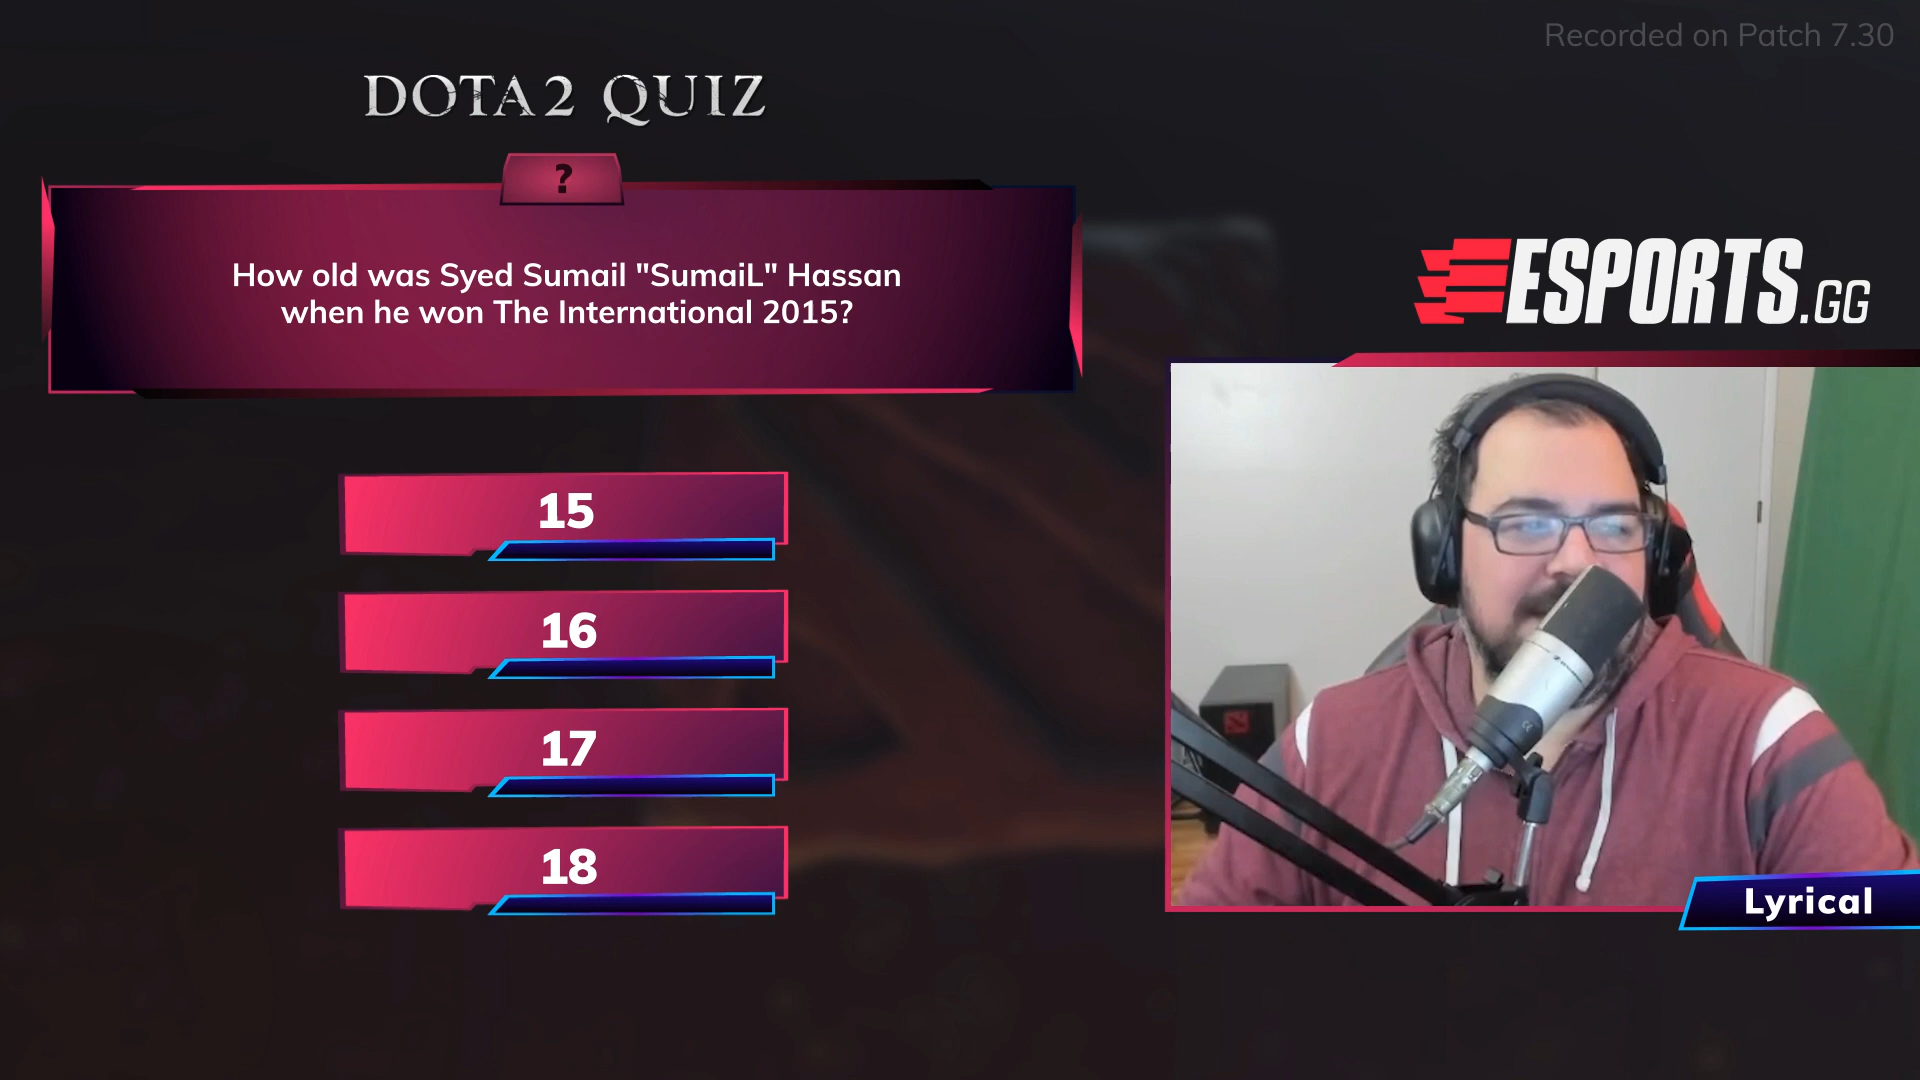 Recorded on Patch 7.30
DOTA2 QUIZ
?
How old was Syed Sumail "SumaiL" Hassan
when he won The International 2015?
ESPORTS.GG
15
16
17
18
Lyrical